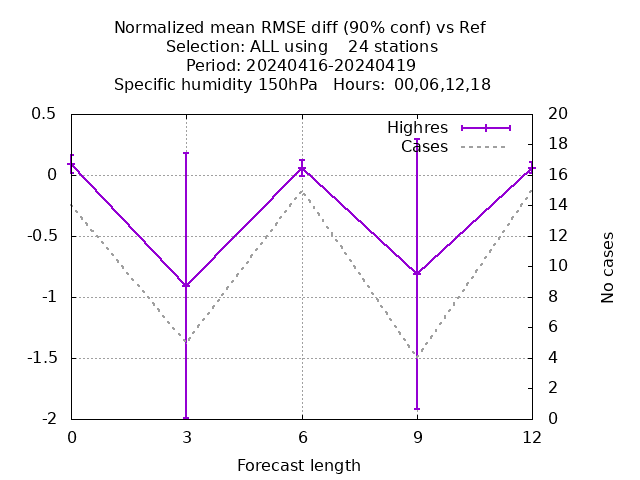 Normalized mean RMSE diff (90% conf) vs Ref
Selection: ALL using    24 stations
Period: 20240416-20240419
Specific humidity 150hPa   Hours:  00,06,12,18
Highres
Cases
0.5
0
-0.5
-1
-1.5
-2
20
18
16
14
12
10
8
6
4
2
0
No cases
0 3 6 9 12
Forecast length